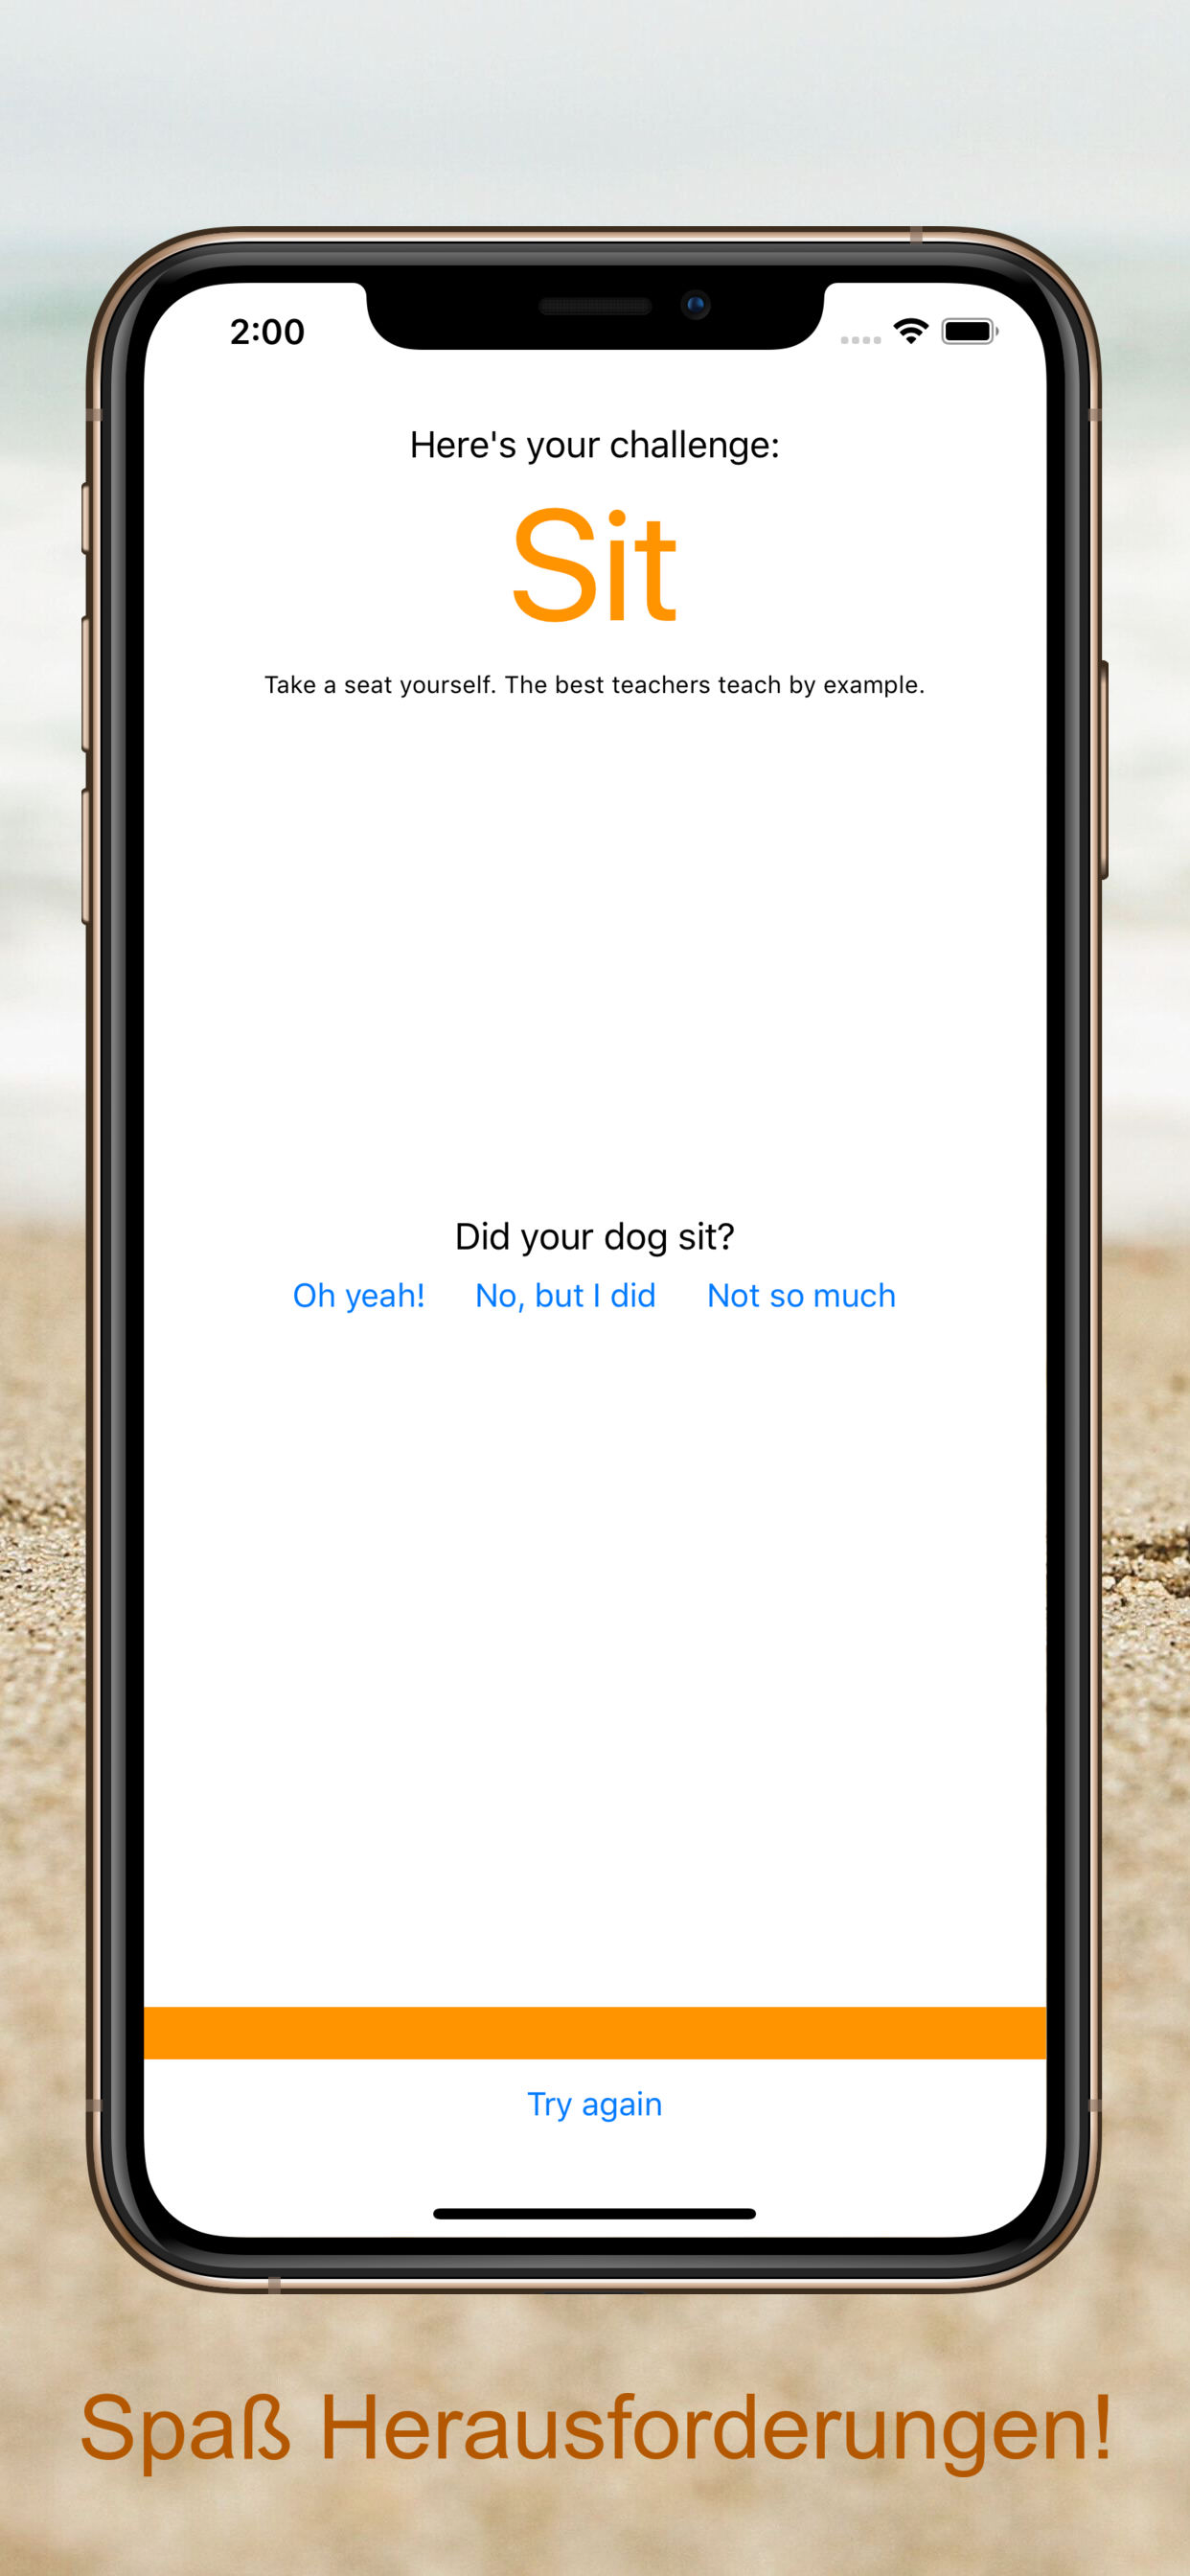 2:00
Here's your challenge:
Sit
Take a seat yourself. The best teachers teach by example.
Did your dog sit?
Oh yeah! No, but I did Not so much
Try again
Spaß Herausforderungen!